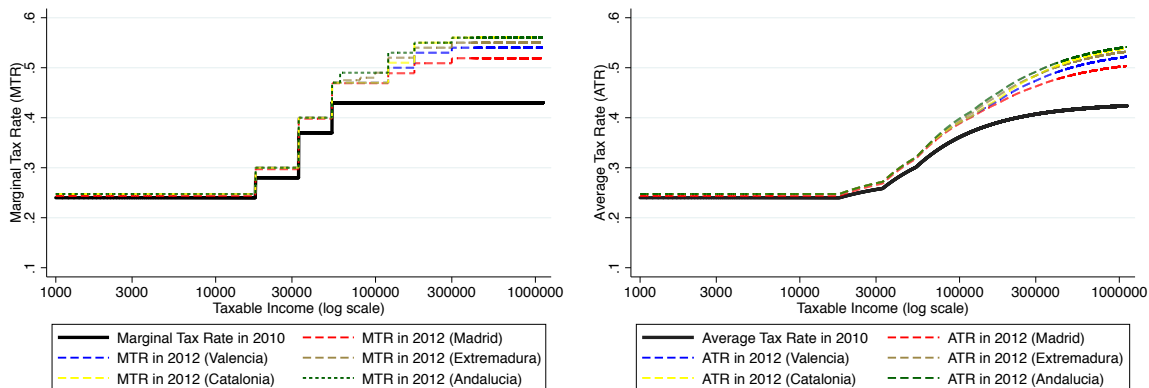 Marginal Tax Rate (MTR)
.6
.5
.4
.3
.2
.1
1000 3000 10000 30000 100000 300000 1000000
Taxable Income (log scale)
Marginal Tax Rate in 2010 MTR in 2012 (Madrid)
MTR in 2012 (Valencia) MTR in 2012 (Extremadura)
MTR in 2012 (Catalonia) MTR in 2012 (Andalucia)
Average Tax Rate (ATR)
.6
.5
.4
.3
.2
.1
1000 3000 10000 30000 100000 300000 1000000
Taxable Income (log scale)
Average Tax Rate in 2010 ATR in 2012 (Madrid)
ATR in 2012 (Valencia) ATR in 2012 (Extremadura)
ATR in 2012 (Catalonia) ATR in 2012 (Andalucia)